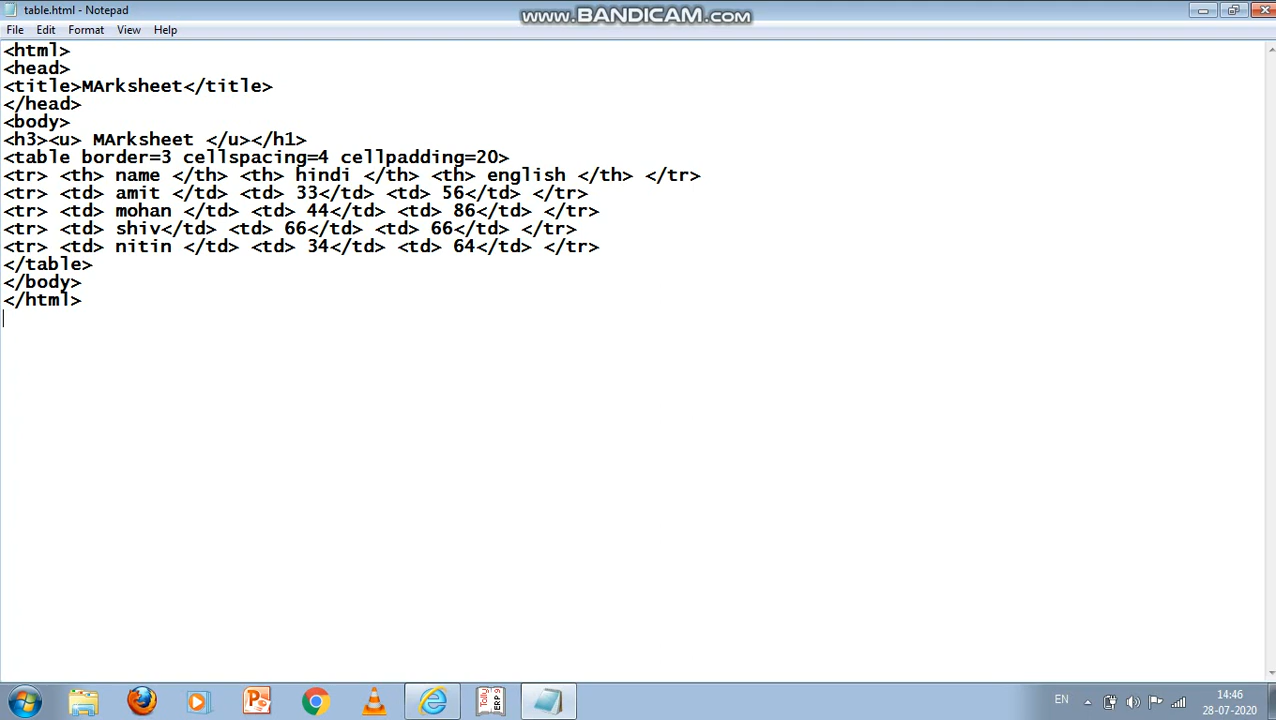 table.html - Notepad
www.BANDICAM.com
File Edit Format View Help
<html>
<head>
<title>MArksheet</title>
</head>
<body>
<h3><u> MArksheet </u></h1>
<table border=3 cellspacing=4 cellpadding=20>
<tr> <th> name </th> <th> hindi </th> <th> english </th> </tr>
<tr> <td> amit </td> <td> 33</td> <td> 56</td> </tr>
<tr> <td> mohan </td> <td> 44</td> <td> 86</td> </tr>
<tr> <td> shiv</td> <td> 66</td> <td> 66</td> </tr>
<tr> <td> nitin </td> <td> 34</td> <td> 64</td> </tr>
</table>
</body>
</html>
Tally
ERP 9
EN
14:46
28-07-2020